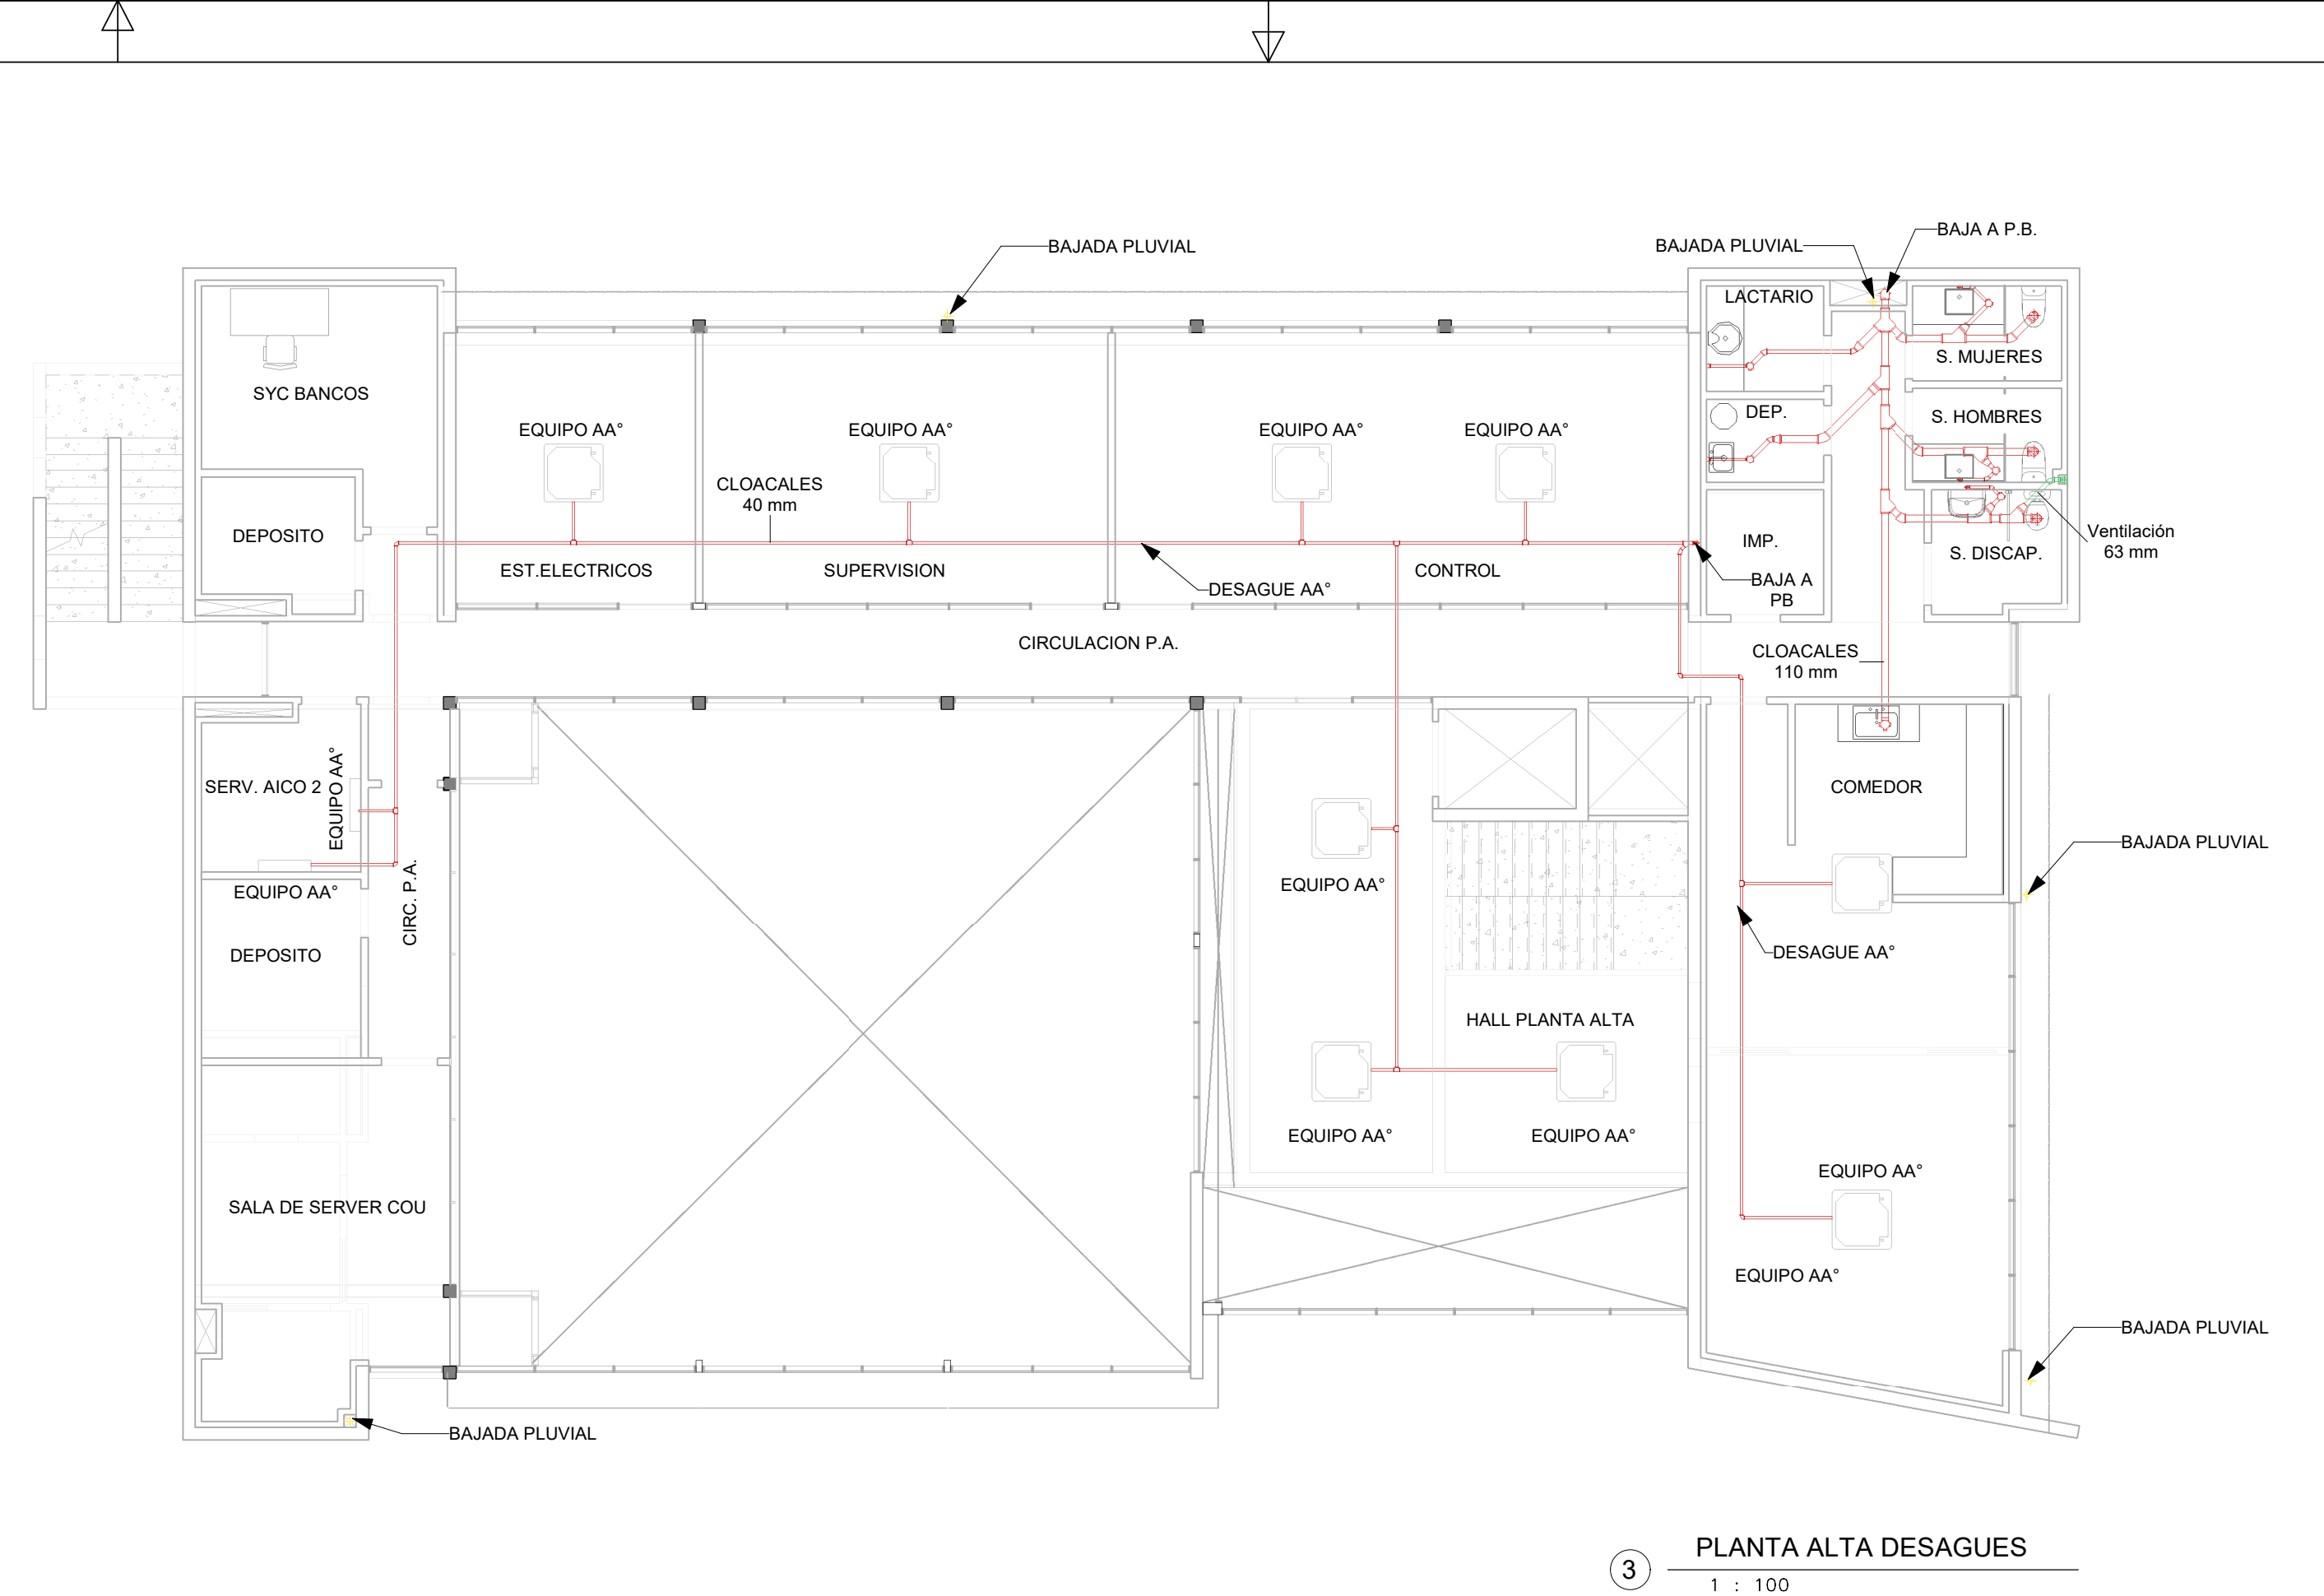 BAJA A P.B.
BAJADA PLUVIAL
BAJADA PLUVIAL
LACTARIO
S. MUJERES
SYC BANCOS
DEP.
S. HOMBRES
EQUIPO AA°
EQUIPO AA°
EQUIPO AA°
EQUIPO AA°
CLOACALES
40 mm
DEPOSITO
IMP.
Ventilación
63 mm
S. DISCAP.
EST.ELECTRICOS
SUPERVISION
CONTROL
DESAGUE AA°
BAJA A
PB
CIRCULACION P.A.
CLOACALES
110 mm
SERV. AICO 2
EQUIPO AA°
COMEDOR
BAJADA PLUVIAL
EQUIPO AA°
EQUIPO AA°
CIRC. P.A.
DEPOSITO
DESAGUE AA°
HALL PLANTA ALTA
EQUIPO AA°
EQUIPO AA°
EQUIPO AA°
SALA DE SERVER COU
EQUIPO AA°
BAJADA PLUVIAL
BAJADA PLUVIAL
3
PLANTA ALTA DESAGUES
1 : 100